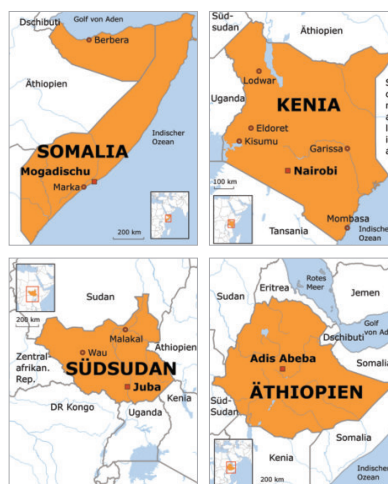 Dschibuti
Golf von Aden
Berbera
Äthiopien
SOMALIA
Indischer
Ozean
Mogadischu
Marka
200 km
Süd-
sudan
Äthiopien
Lodwar
Uganda
KENIA
Eldoret
Kisumu
Garissa
Nairobi
100 km
Mombasa
Tansania
Indischer
Ozean
Sudan
200 km
Malakal
Äthiopien
Wau
Zentral-
afrikan.
Rep.
SÜDSUDAN
Juba
Kenia
DR Kongo
Uganda
Sudan
Eritrea
Rotes
Meer
Jemen
Golf
von Ad
Dschibuti
Adis Abeba
Somalia
ÄTHIOPIEN
Süd-
Sudan
Kenia
Somalia
200 km
Indischer
Ozean